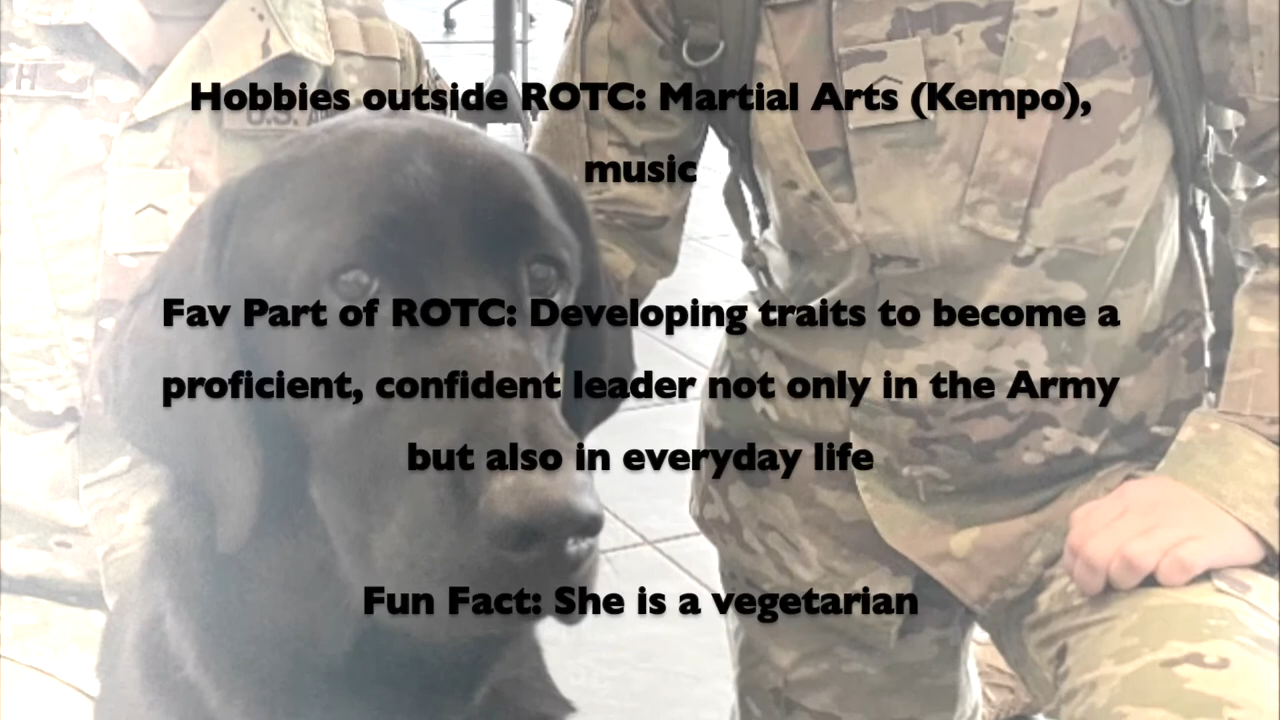 Hobbies outside ROTC: Martial Arts (Kempo),
music
Fav Part of ROTC: Developing traits to become a
proficient, confident leader not only in the Army
but also in everyday life
Fun Fact: She is a vegetarian
U.S. A
H